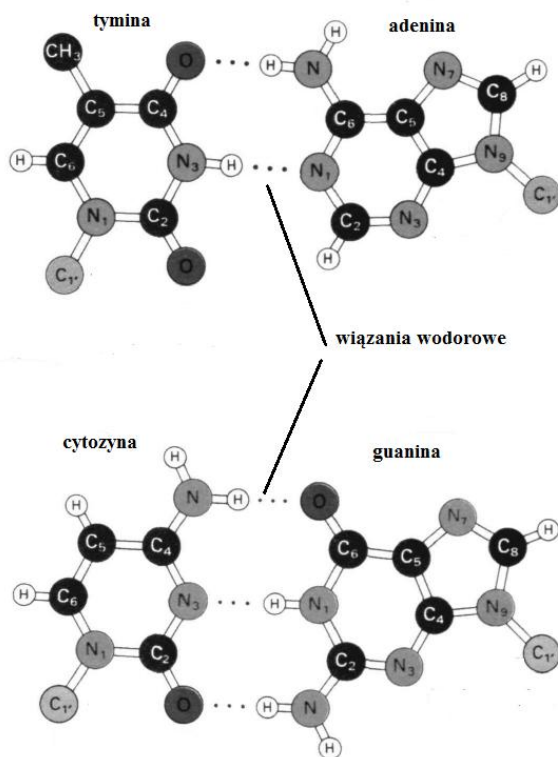 tymina adenina
H
CH3 O H N N7 H
C5 C4 C6 C5 C8
H C6 N3 H N1 C4 N9
N1 C2 C2 N3 C1'
C1' O H
wiązania wodorowe
cytozyna guanina
H
H N H O N7 H
C5 C4 C6 C5 C8
H C6 N3 H N1 C4 N9
N1 C2 C2 N3 C1'
C1' O H N
H